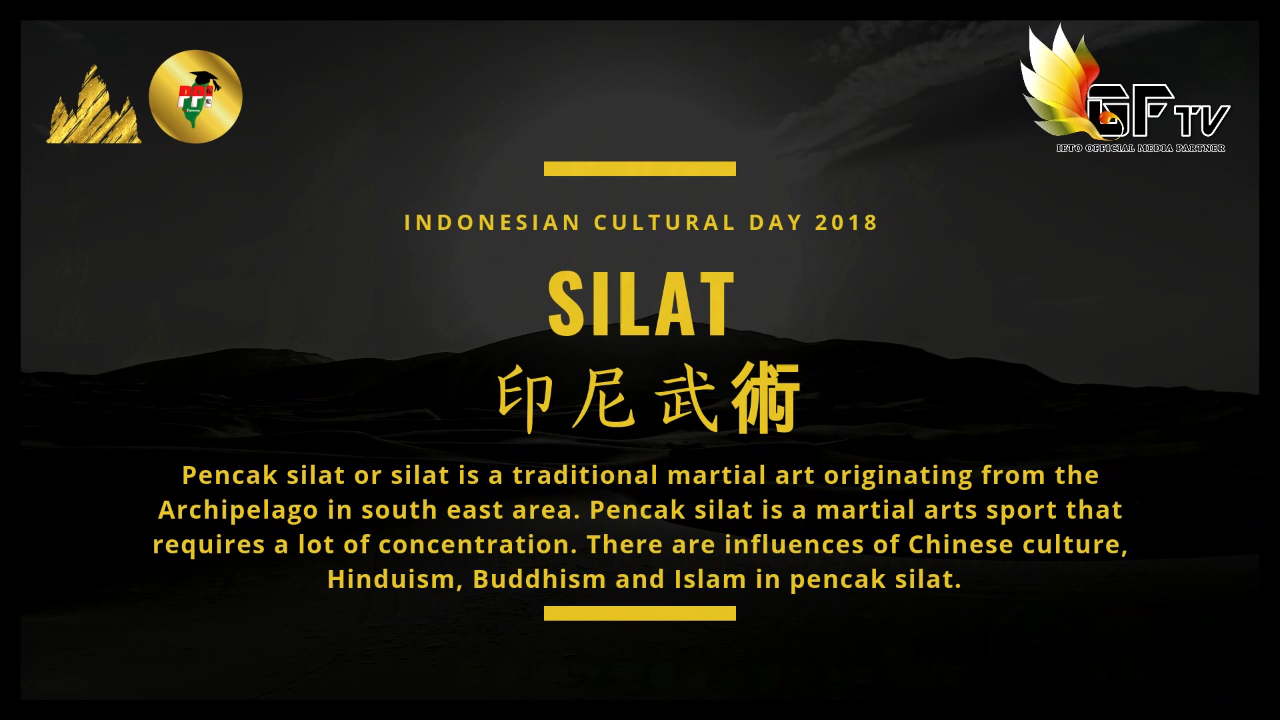 PPI
GF TV
IETO OFFICIAL MEDIA PARTNER
INDONESIAN CULTURAL DAY 2018
SILAT
印尼武術
Pencak silat or silat is a traditional martial art originating from the
Archipelago in south east area. Pencak silat is a martial arts sport that
requires a lot of concentration. There are influences of Chinese culture,
Hinduism, Buddhism and Islam in pencak silat.